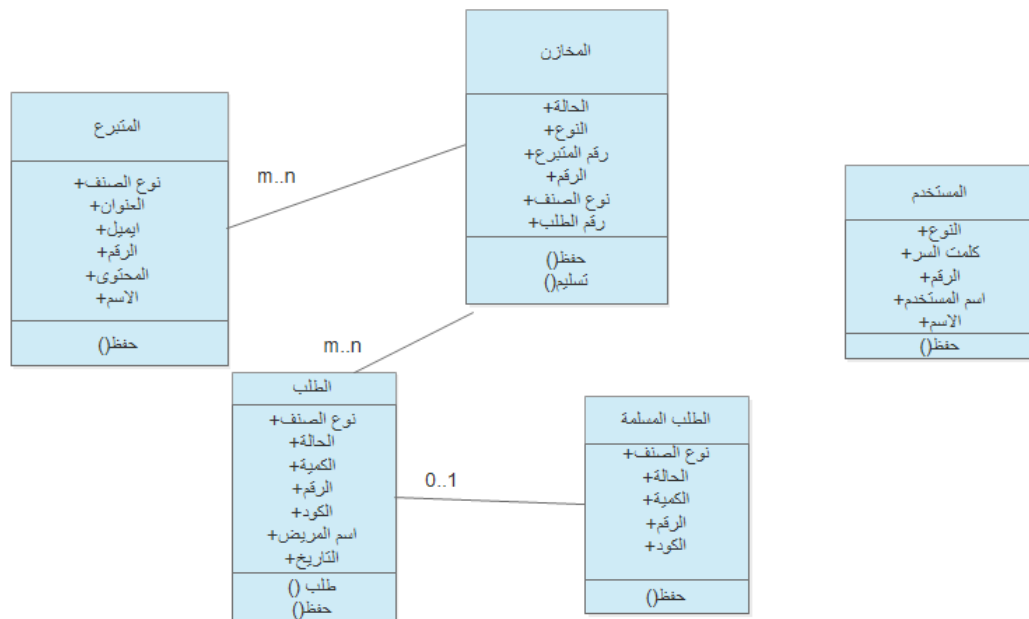 المخازن
+الحالة
+النوع
+رقم المتبرع
+الرقم
+نوع الصنف
+رقم الطلب
حفظ()
تسليم()
المتبرع
+نوع الصنف
+العنوان
+ايميل
+الرقم
+المحتوى
+الاسم
حفظ()
m..n
المستخدم
+النوع
+كلمت السر
+الرقم
+اسم المستخدم
+الاسم
حفظ()
m..n
الطلب
+نوع الصنف
+الحالة
+الكمية
+الرقم
+الكود
+اسم المريض
+التاريخ
طلب ()
حفظ()
0..1
الطلب المسلمة
+نوع الصنف
+الحالة
+الكمية
+الرقم
+الكود
حفظ()